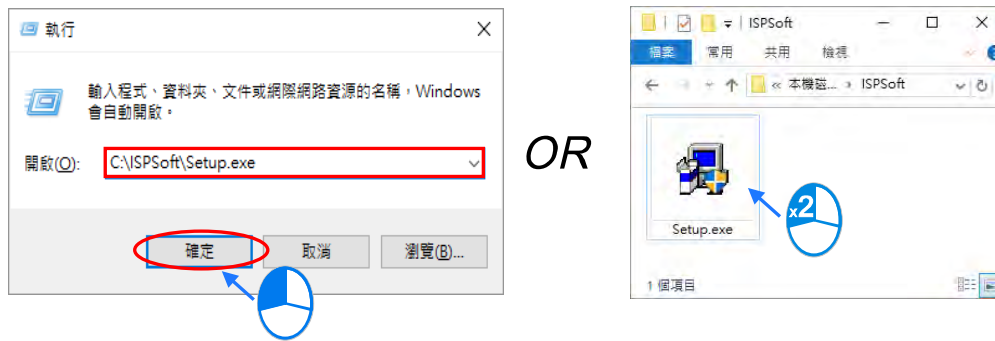 執行
輸入程式、資料夾、文件或網際網路資源的名稱，Windows
會自動開啟。
開啟(O):
C:\ISPSoft\Setup.exe
確定
取消
瀏覽(B)...
OR
ISPSoft
檔案 常用 共用 檢視
« 本機磁... › ISPSoft
Setup.exe
x2
1 個項目